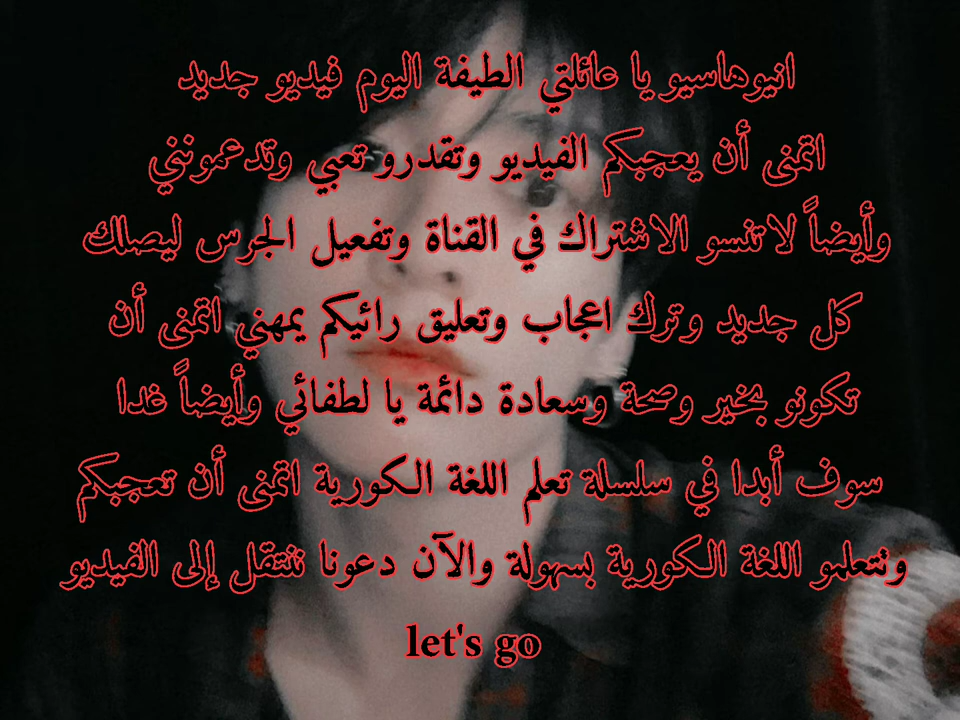 انيوهاسيو يا عائلتي الطيفة اليوم فيديو جديد
اتمنى أن يعجبكم الفيديو وتقدرو تعبي وتدعمونني
وأيضاً لاتنسو الاشتراك في القناة وتفعيل الجرس ليصلك
كل جديد وترك اعجاب وتعليق رائيكم يمهني اتمنى أن
تكونو بخير وصحة وسعادة دائمة يا لطفائي وأيضاً غدا
سوف أبدا في سلسلة تعلم اللغة الكورية اتمنى أن تعجبكم
وتتعلمو اللغة الكورية بسهولة والآن دعونا ننتقل إلى الفيديو
let's go